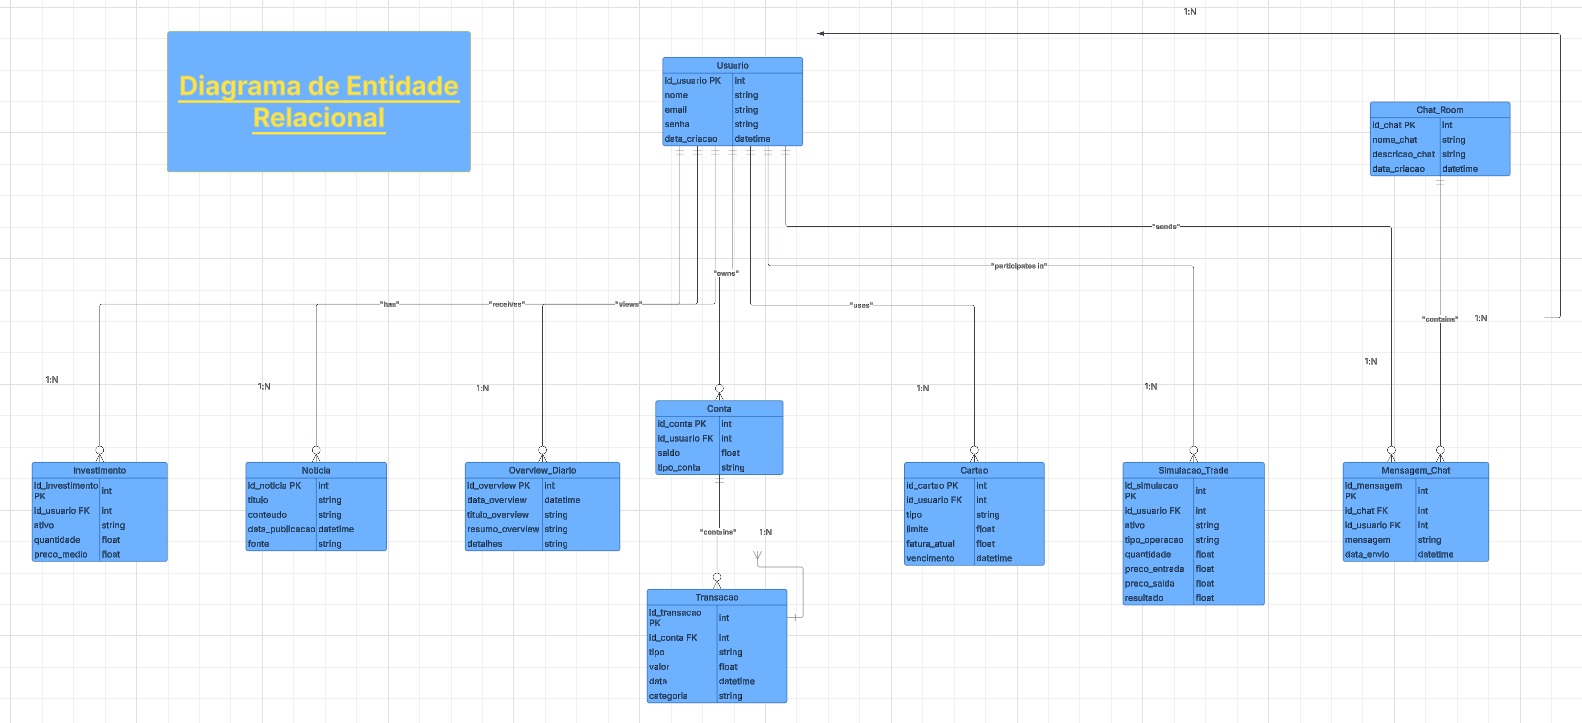 1:N
Diagrama de Entidade
Relacional
Usuario
id_usuario PK int
nome string
email string
senha string
data_criacao datetime
Chat_Room
id_chat PK int
nome_chat string
descricao_chat string
data_criacao datetime
"sends"
"participates in"
"owns"
"has"
"receives"
"views"
"uses"
"contains"
1:N
1:N
1:N
1:N
1:N
1:N
1:N
Conta
id_conta PK int
id_usuario FK int
saldo float
tipo_conta string
Investimento
id_investimento PK int
id_usuario FK int
ativo string
quantidade float
preco_medio float
Noticia
id_noticia PK int
titulo string
conteudo string
data_publicacao datetime
fonte string
Overview_Diario
id_overview PK int
data_overview datetime
titulo_overview string
resumo_overview string
detalhes string
Cartao
id_cartao PK int
id_usuario FK int
tipo string
limite float
fatura_atual float
vencimento datetime
Simulacao_Trade
id_simulacao PK int
id_usuario FK int
ativo string
tipo_operacao string
quantidade float
preco_entrada float
preco_saida float
resultado float
Mensagem_Chat
id_mensagem PK int
id_chat FK int
id_usuario FK int
mensagem string
data_envio datetime
"contains"
1:N
Transacao
id_transacao PK int
id_conta FK int
tipo string
valor float
data datetime
categoria string